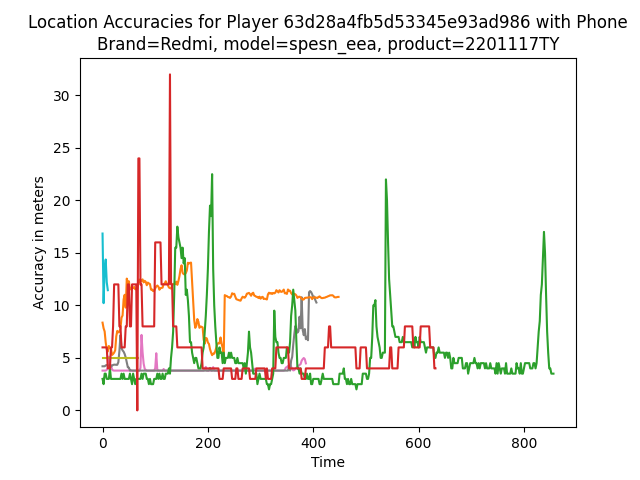 Location Accuracies for Player 63d28a4fb5d53345e93ad986 with Phone
Brand=Redmi, model=spesn_eea, product=2201117TY
30
25
20
15
10
5
0
Accuracy in meters
0 200 400 600 800
Time